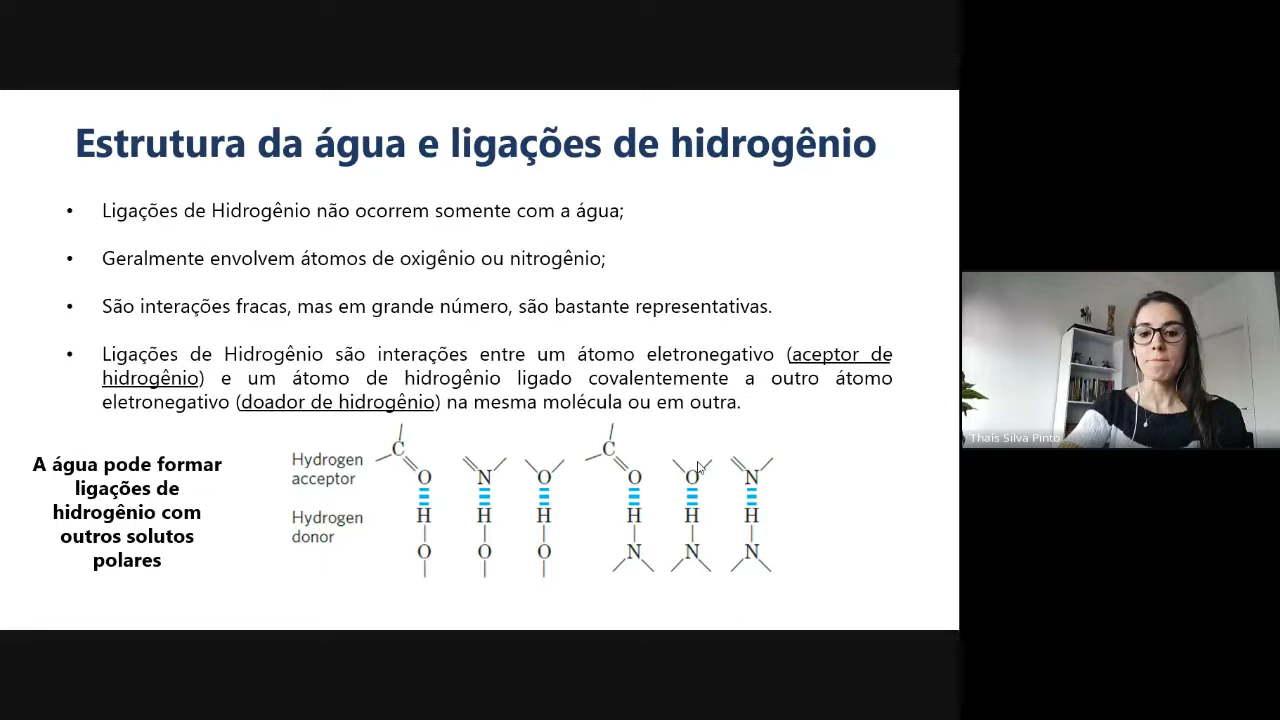 Estrutura da água e ligações de hidrogênio
• Ligações de Hidrogênio não ocorrem somente com a água;
• Geralmente envolvem átomos de oxigênio ou nitrogênio;
• São interações fracas, mas em grande número, são bastante representativas.
• Ligações de Hidrogênio são interações entre um átomo eletronegativo (aceptor de
hidrogênio) e um átomo de hidrogênio ligado covalentemente a outro átomo
eletronegativo (doador de hidrogênio) na mesma molécula ou em outra.
A água pode formar
ligações de
hidrogênio com
outros solutos
polares
Hydrogen
acceptor
Hydrogen
donor
C C
O N O O O N
H H H H H H
O O O N N N
Thaís Silva Pinto